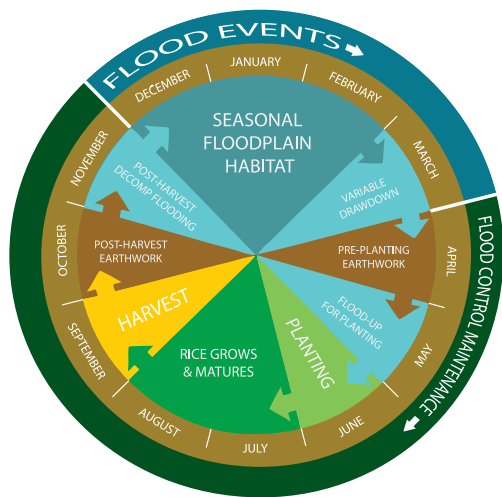 FLOOD EVENTS
FLOOD CONTROL MAINTENANCE
JANUARY
FEBRUARY
MARCH
APRIL
MAY
JUNE
JULY
AUGUST
SEPTEMBER
OCTOBER
NOVEMBER
DECEMBER
SEASONAL
FLOODPLAIN
HABITAT
VARIABLE
DRAWDOWN
PRE-PLANTING
EARTHWORK
FLOOD-UP
FOR PLANTING
PLANTING
RICE GROWS
& MATURES
HARVEST
POST-HARVEST
EARTHWORK
POST-HARVEST
DECOMP FLOODING